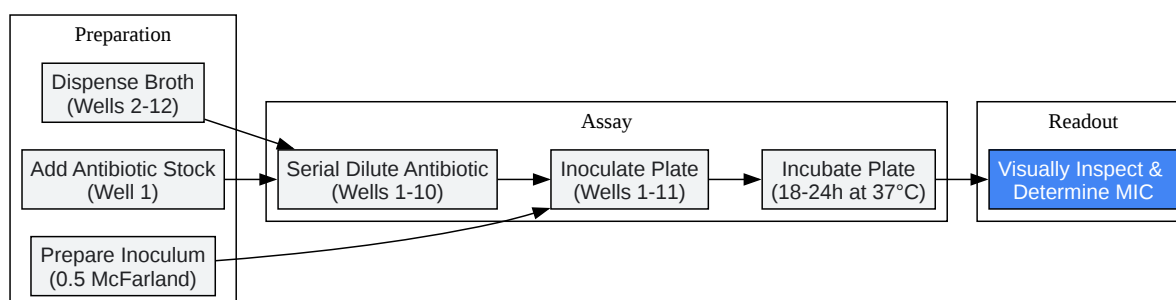 Preparation
Dispense Broth
(Wells 2-12)
Add Antibiotic Stock
(Well 1)
Prepare Inoculum
(0.5 McFarland)
Assay
Serial Dilute Antibiotic
(Wells 1-10)
Inoculate Plate
(Wells 1-11)
Incubate Plate
(18-24h at 37°C)
Readout
Visually Inspect &
Determine MIC